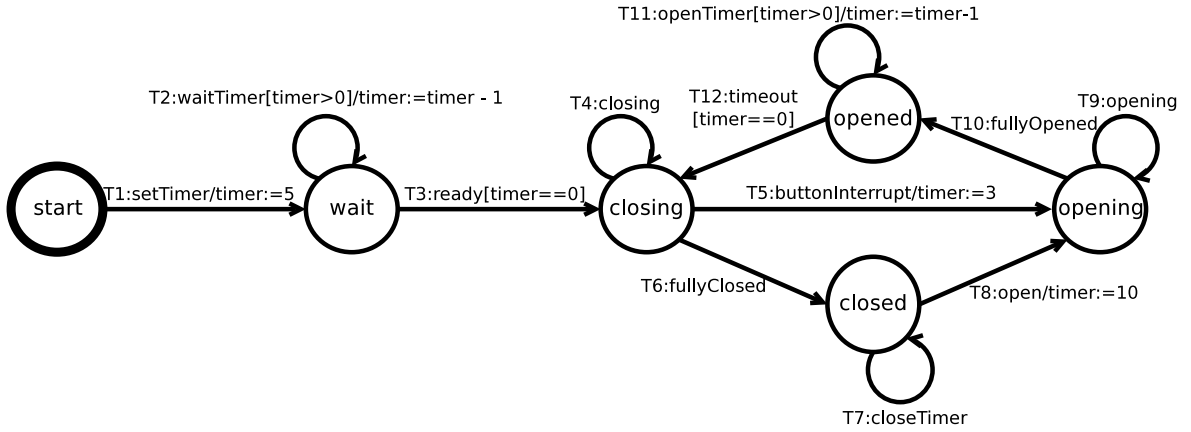 T11:openTimer[timer>0]/timer:=timer-1
T2:waitTimer[timer>0]/timer:=timer - 1
T4:closing
T12:timeout
[timer==0]
opened
T9:opening
T10:fullyOpened
start
T1:setTimer/timer:=5
wait
T3:ready[timer==0]
closing
T5:buttonInterrupt/timer:=3
opening
T6:fullyClosed
closed
T8:open/timer:=10
T7:closeTimer